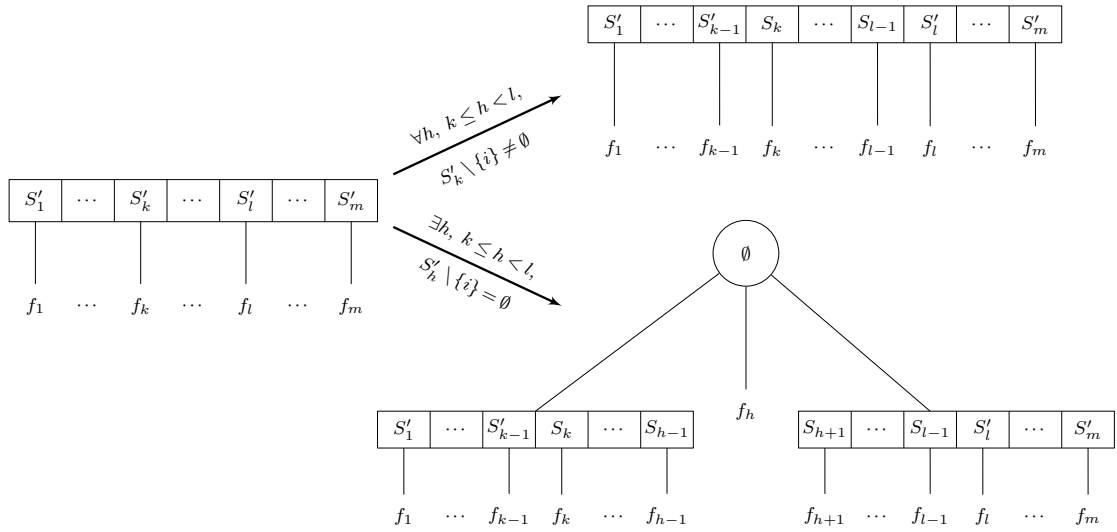 S′_1 ⋯ S′_{k−1} S_k ⋯ S_{l−1} S′_l ⋯ S′_m
f_1 ⋯ f_{k−1} f_k ⋯ f_{l−1} f_l ⋯ f_m
∀h, k ≤ h < l,
S′_k \ {i} ≠ ∅
S′_1 ⋯ S′_k ⋯ S′_l ⋯ S′_m
f_1 ⋯ f_k ⋯ f_l ⋯ f_m
∃h, k ≤ h < l,
S′_h \ {i} = ∅
∅
f_h
S′_1 ⋯ S′_{k−1} S_k ⋯ S_{h−1}
f_1 ⋯ f_{k−1} f_k ⋯ f_{h−1}
S_{h+1} ⋯ S_{l−1} S′_l ⋯ S′_m
f_{h+1} ⋯ f_{l−1} f_l ⋯ f_m